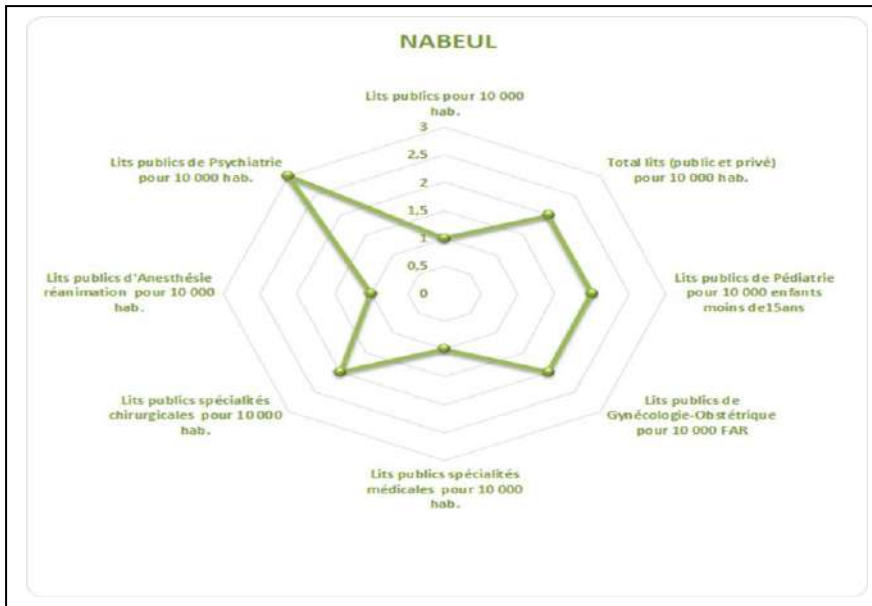 NABEUL
Lits publics pour 10 000
hab.
Total lits (public et privé)
pour 10 000 hab.
Lits publics de Pédiatrie
pour 10 000 enfants
moins de15ans
Lits publics de
Gynécologie-Obstétrique
pour 10 000 FAR
Lits publics spécialités
médicales pour 10 000
hab.
Lits publics spécialités
chirurgicales pour 10 000
hab.
Lits publics d'Anesthésie
réanimation pour 10 000
hab.
Lits publics de Psychiatrie
pour 10 000 hab.
3
2,5
2
1,5
1
0,5
0